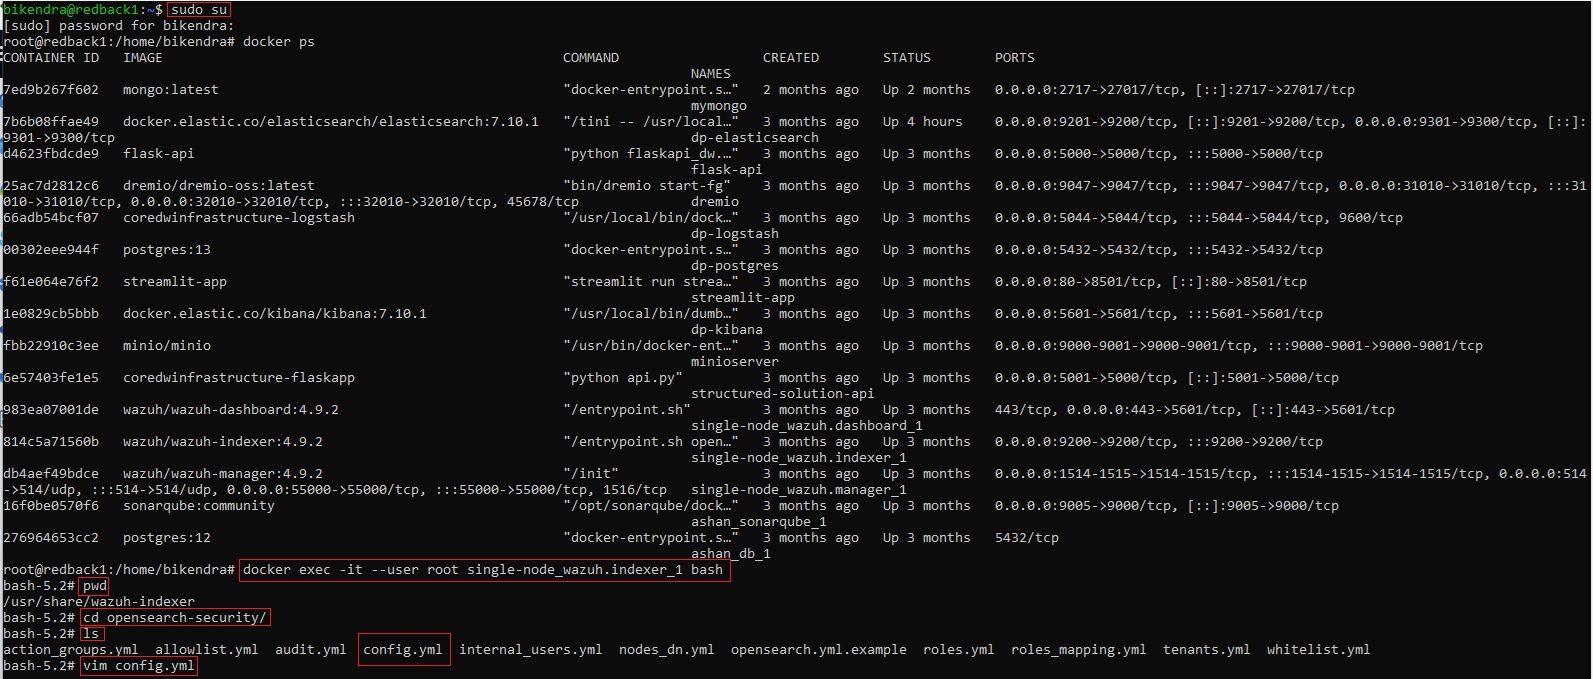 bikendra@redback1:~$ sudo su
[sudo] password for bikendra:
root@redback1:/home/bikendra# docker ps
CONTAINER ID   IMAGE                                                  COMMAND                  CREATED        STATUS        PORTS
                                                                                      NAMES
7ed9b267f602   mongo:latest                                           "docker-entrypoint.s…"   2 months ago   Up 2 months   0.0.0.0:2717->27017/tcp, [::]:2717->27017/tcp
                                                                                      mymongo
7b6b08ffae49   docker.elastic.co/elasticsearch/elasticsearch:7.10.1   "/tini -- /usr/local…"   3 months ago   Up 4 hours    0.0.0.0:9201->9200/tcp, [::]:9201->9200/tcp, 0.0.0.0:9301->9300/tcp, [::]:
9301->9300/tcp                                                                        dp-elasticsearch
d4623fbdcde9   flask-api                                              "python flaskapi_dw.…"   3 months ago   Up 3 months   0.0.0.0:5000->5000/tcp, :::5000->5000/tcp
                                                                                      flask-api
25ac7d2812c6   dremio/dremio-oss:latest                               "bin/dremio start-fg"    3 months ago   Up 3 months   0.0.0.0:9047->9047/tcp, :::9047->9047/tcp, 0.0.0.0:31010->31010/tcp, :::31
010->31010/tcp, 0.0.0.0:32010->32010/tcp, :::32010->32010/tcp, 45678/tcp              dremio
66adb54bcf07   coredwinfrastructure-logstash                          "/usr/local/bin/dock…"   3 months ago   Up 3 months   0.0.0.0:5044->5044/tcp, :::5044->5044/tcp, 9600/tcp
                                                                                      dp-logstash
00302eee944f   postgres:13                                            "docker-entrypoint.s…"   3 months ago   Up 3 months   0.0.0.0:5432->5432/tcp, :::5432->5432/tcp
                                                                                      dp-postgres
f61e064e76f2   streamlit-app                                          "streamlit run strea…"   3 months ago   Up 3 months   0.0.0.0:80->8501/tcp, [::]:80->8501/tcp
                                                                                      streamlit-app
1e0829cb5bbb   docker.elastic.co/kibana/kibana:7.10.1                 "/usr/local/bin/dumb…"   3 months ago   Up 3 months   0.0.0.0:5601->5601/tcp, :::5601->5601/tcp
                                                                                      dp-kibana
fbb22910c3ee   minio/minio                                            "/usr/bin/docker-ent…"   3 months ago   Up 3 months   0.0.0.0:9000-9001->9000-9001/tcp, :::9000-9001->9000-9001/tcp
                                                                                      minioserver
6e57403fe1e5   coredwinfrastructure-flaskapp                          "python api.py"          3 months ago   Up 3 months   0.0.0.0:5001->5000/tcp, [::]:5001->5000/tcp
                                                                                      structured-solution-api
983ea07001de   wazuh/wazuh-dashboard:4.9.2                            "/entrypoint.sh"         3 months ago   Up 3 months   443/tcp, 0.0.0.0:443->5601/tcp, [::]:443->5601/tcp
                                                                                      single-node_wazuh.dashboard_1
814c5a71560b   wazuh/wazuh-indexer:4.9.2                              "/entrypoint.sh open…"   3 months ago   Up 3 months   0.0.0.0:9200->9200/tcp, :::9200->9200/tcp
                                                                                      single-node_wazuh.indexer_1
db4aef49bdce   wazuh/wazuh-manager:4.9.2                              "/init"                  3 months ago   Up 3 months   0.0.0.0:1514-1515->1514-1515/tcp, :::1514-1515->1514-1515/tcp, 0.0.0.0:514
->514/udp, :::514->514/udp, 0.0.0.0:55000->55000/tcp, :::55000->55000/tcp, 1516/tcp   single-node_wazuh.manager_1
16f0be0570f6   sonarqube:community                                    "/opt/sonarqube/dock…"   3 months ago   Up 3 months   0.0.0.0:9005->9000/tcp, [::]:9005->9000/tcp
                                                                                      ashan_sonarqube_1
276964653cc2   postgres:12                                            "docker-entrypoint.s…"   3 months ago   Up 3 months   5432/tcp
                                                                                      ashan_db_1
root@redback1:/home/bikendra# docker exec -it --user root single-node_wazuh.indexer_1 bash
bash-5.2# pwd
/usr/share/wazuh-indexer
bash-5.2# cd opensearch-security/
bash-5.2# ls
action_groups.yml  allowlist.yml  audit.yml  config.yml  internal_users.yml  nodes_dn.yml  opensearch.yml.example  roles.yml  roles_mapping.yml  tenants.yml  whitelist.yml
bash-5.2# vim config.yml